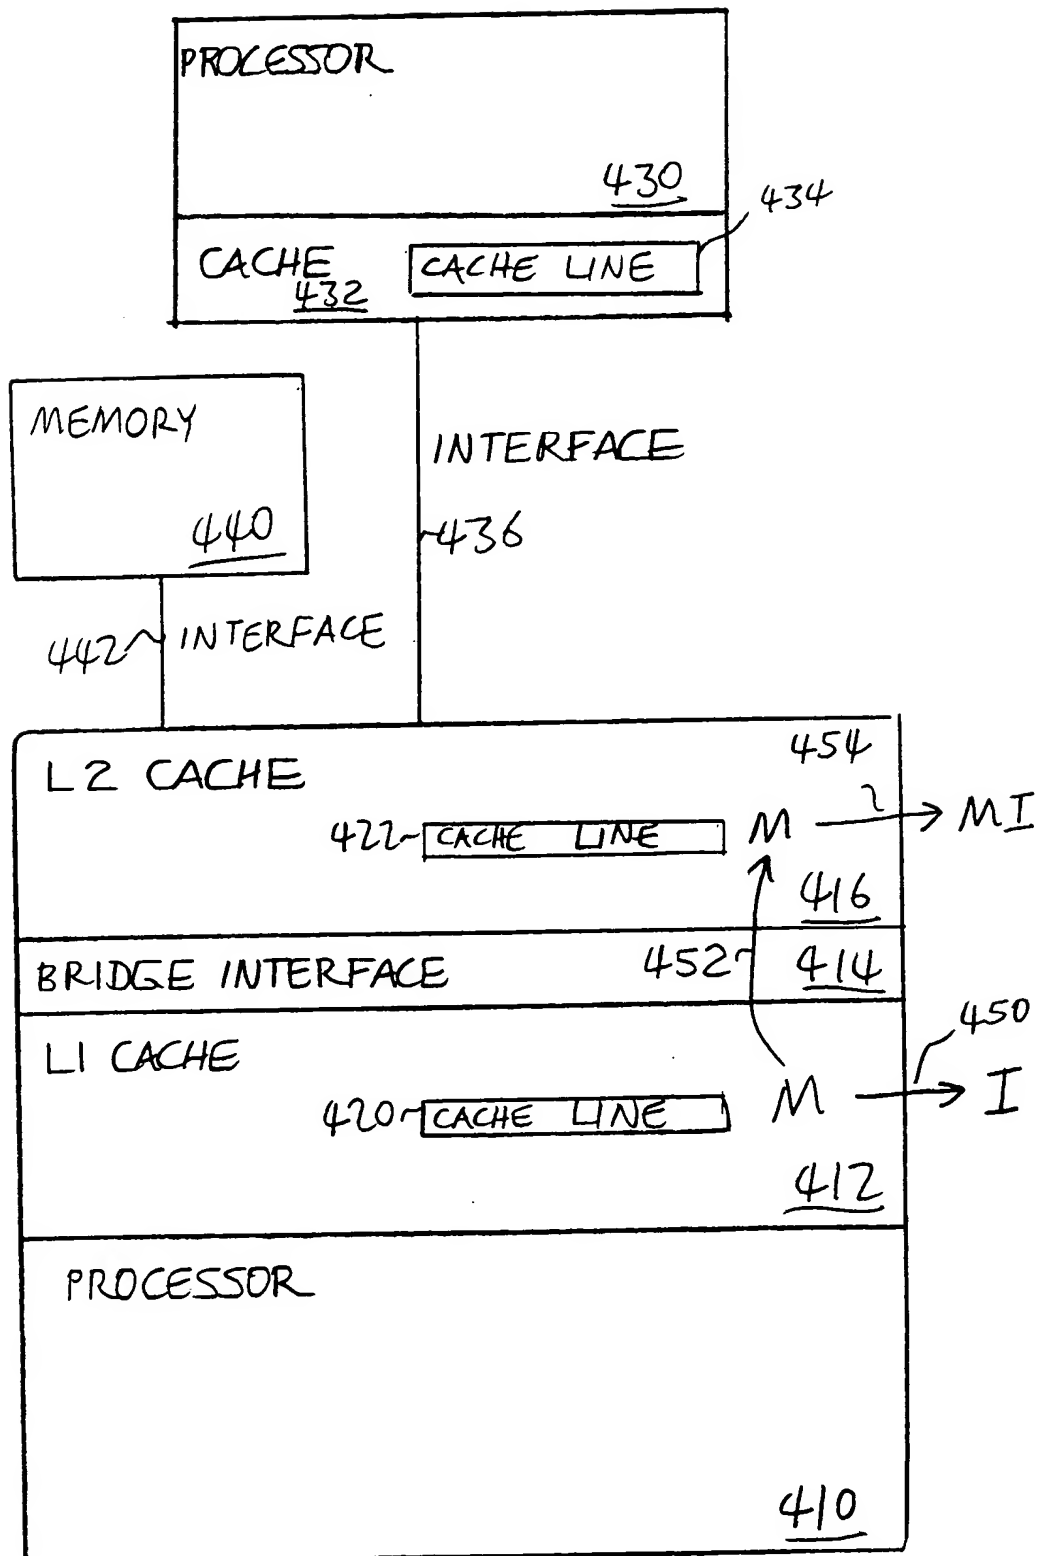 PROCESSOR
430
434
CACHE
432
CACHE LINE
MEMORY
440
INTERFACE
436
442
INTERFACE
L2 CACHE
454
422
CACHE LINE
M
MI
416
BRIDGE INTERFACE
452
414
L1 CACHE
450
420
CACHE LINE
M
I
412
PROCESSOR
410